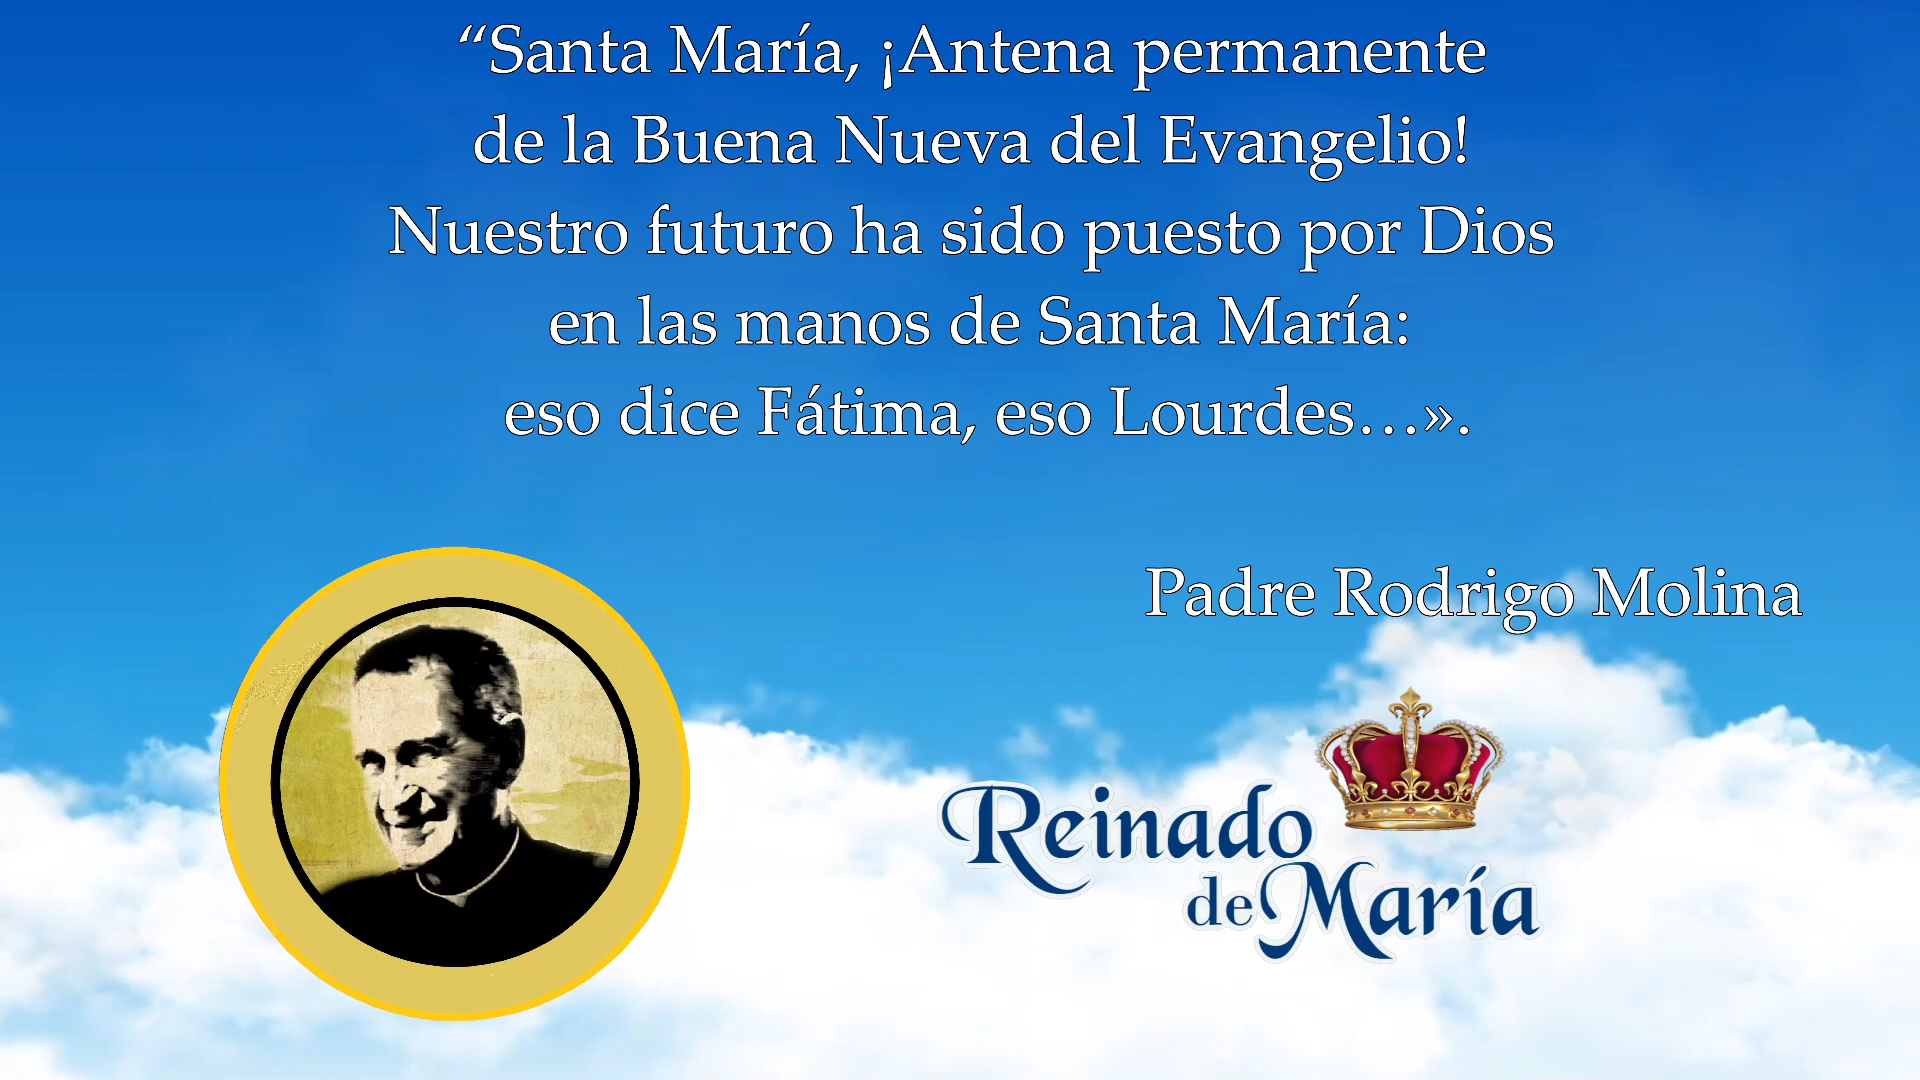 “Santa María, ¡Antena permanente
de la Buena Nueva del Evangelio!
Nuestro futuro ha sido puesto por Dios
en las manos de Santa María:
eso dice Fátima, eso Lourdes…».
Padre Rodrigo Molina
Reinado
de María